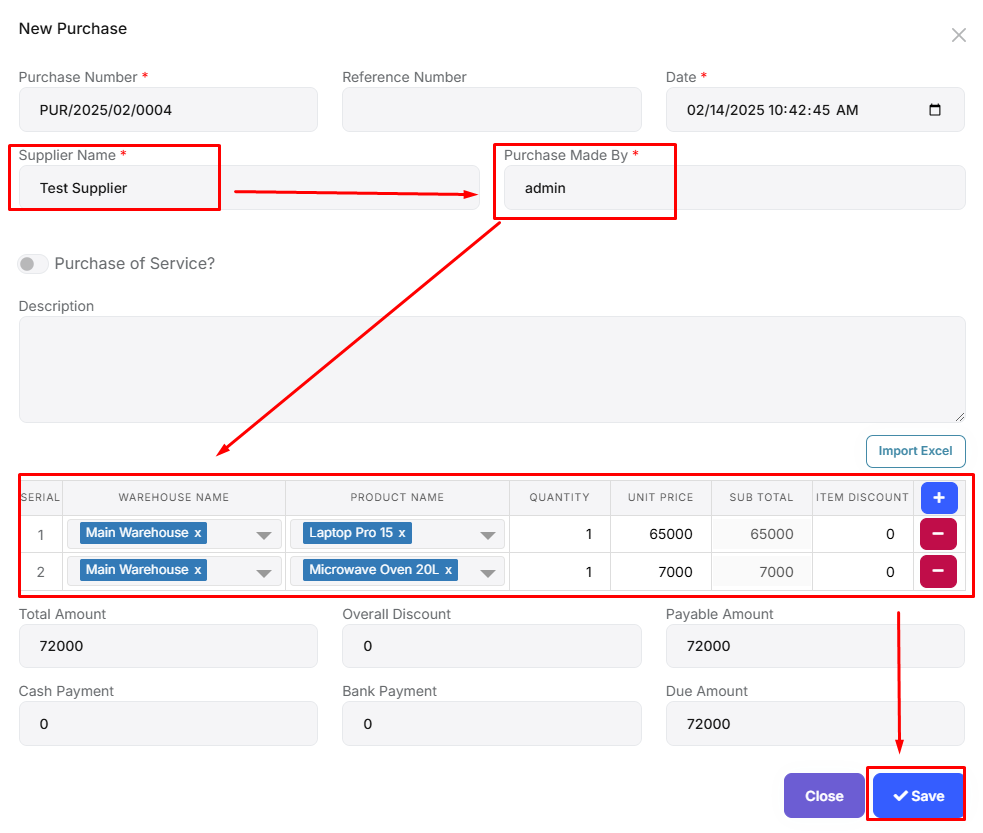 New Purchase
Purchase Number * Reference Number Date *
PUR/2025/02/0004 02/14/2025 10:42:45 AM
Supplier Name * Purchase Made By *
Test Supplier admin
Purchase of Service?
Description
Import Excel
SERIAL WAREHOUSE NAME PRODUCT NAME QUANTITY UNIT PRICE SUB TOTAL ITEM DISCOUNT +
1 Main Warehouse x Laptop Pro 15 x 1 65000 65000 0 −
2 Main Warehouse x Microwave Oven 20L x 1 7000 7000 0 −
Total Amount Overall Discount Payable Amount
72000 0 72000
Cash Payment Bank Payment Due Amount
0 0 72000
Close Save